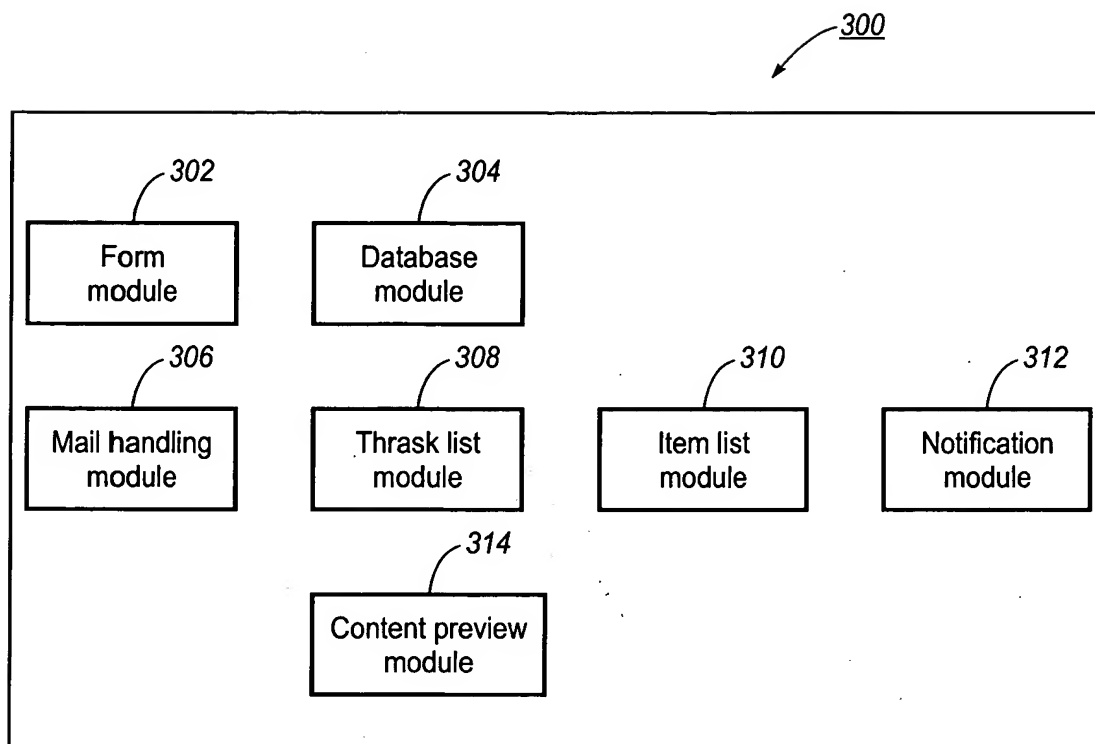 300
302
304
Form
module
Database
module
306
308
310
312
Mail handling
module
Thrask list
module
Item list
module
Notification
module
314
Content preview
module